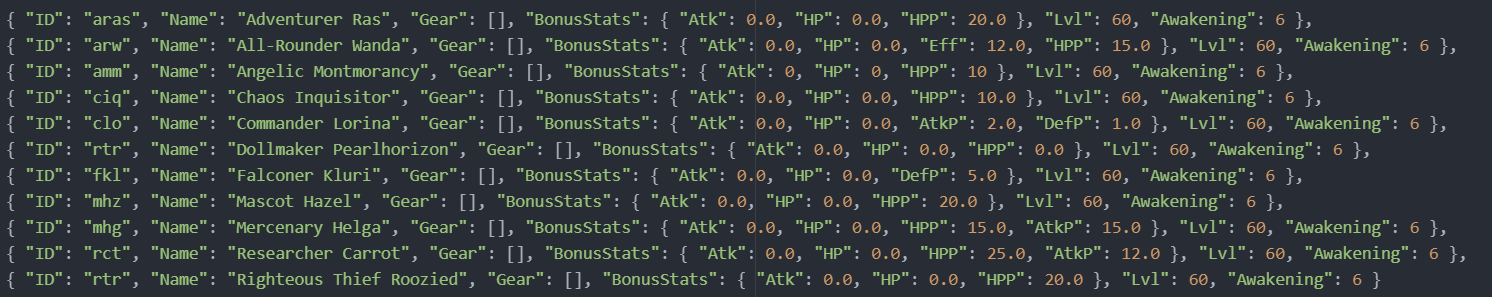 { "ID": "aras", "Name": "Adventurer Ras", "Gear": [], "BonusStats": { "Atk": 0.0, "HP": 0.0, "HPP": 20.0 }, "Lvl": 60, "Awakening": 6 },
{ "ID": "arw", "Name": "All-Rounder Wanda", "Gear": [], "BonusStats": { "Atk": 0.0, "HP": 0.0, "Eff": 12.0, "HPP": 15.0 }, "Lvl": 60, "Awakening": 6 },
{ "ID": "amm", "Name": "Angelic Montmorancy", "Gear": [], "BonusStats": { "Atk": 0, "HP": 0, "HPP": 10 }, "Lvl": 60, "Awakening": 6 },
{ "ID": "ciq", "Name": "Chaos Inquisitor", "Gear": [], "BonusStats": { "Atk": 0.0, "HP": 0.0, "HPP": 10.0 }, "Lvl": 60, "Awakening": 6 },
{ "ID": "clo", "Name": "Commander Lorina", "Gear": [], "BonusStats": { "Atk": 0.0, "HP": 0.0, "AtkP": 2.0, "DefP": 1.0 }, "Lvl": 60, "Awakening": 6 },
{ "ID": "rtr", "Name": "Dollmaker Pearlhorizon", "Gear": [], "BonusStats": { "Atk": 0.0, "HP": 0.0, "HPP": 0.0 }, "Lvl": 60, "Awakening": 6 },
{ "ID": "fkl", "Name": "Falconer Kluri", "Gear": [], "BonusStats": { "Atk": 0.0, "HP": 0.0, "DefP": 5.0 }, "Lvl": 60, "Awakening": 6 },
{ "ID": "mhz", "Name": "Mascot Hazel", "Gear": [], "BonusStats": { "Atk": 0.0, "HP": 0.0, "HPP": 20.0 }, "Lvl": 60, "Awakening": 6 },
{ "ID": "mhg", "Name": "Mercenary Helga", "Gear": [], "BonusStats": { "Atk": 0.0, "HP": 0.0, "HPP": 15.0, "AtkP": 15.0 }, "Lvl": 60, "Awakening": 6 },
{ "ID": "rct", "Name": "Researcher Carrot", "Gear": [], "BonusStats": { "Atk": 0.0, "HP": 0.0, "HPP": 25.0, "AtkP": 12.0 }, "Lvl": 60, "Awakening": 6 },
{ "ID": "rtr", "Name": "Righteous Thief Roozied", "Gear": [], "BonusStats": { "Atk": 0.0, "HP": 0.0, "HPP": 20.0 }, "Lvl": 60, "Awakening": 6 }